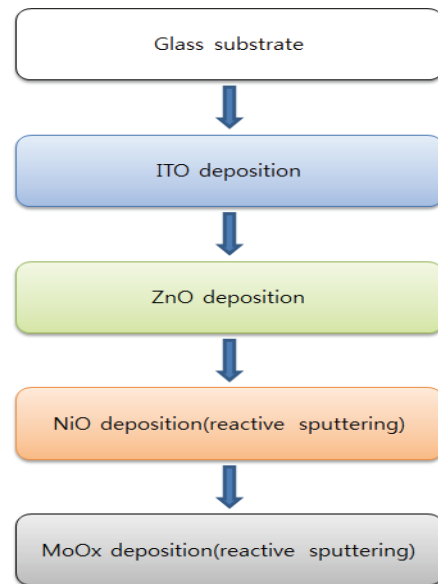 Glass substrate
ITO deposition
ZnO deposition
NiO deposition(reactive sputtering)
MoOx deposition(reactive sputtering)